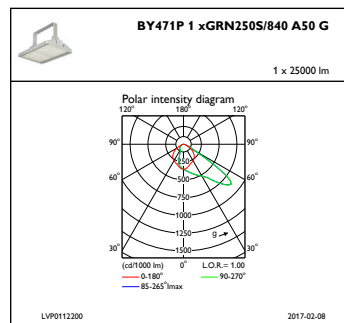 BY471P 1 xGRN250S/840 A50 G
1 x 25000 lm
Polar intensity diagram
120° 180° 120°
90° 90°
250
60° 500 60°
750
1000
1250
g
30° 1500 30°
(cd/1000 lm) 0° L.O.R.= 1.00
0-180° 90-270°
85-265°Imax
LVP0112200 2017-02-08